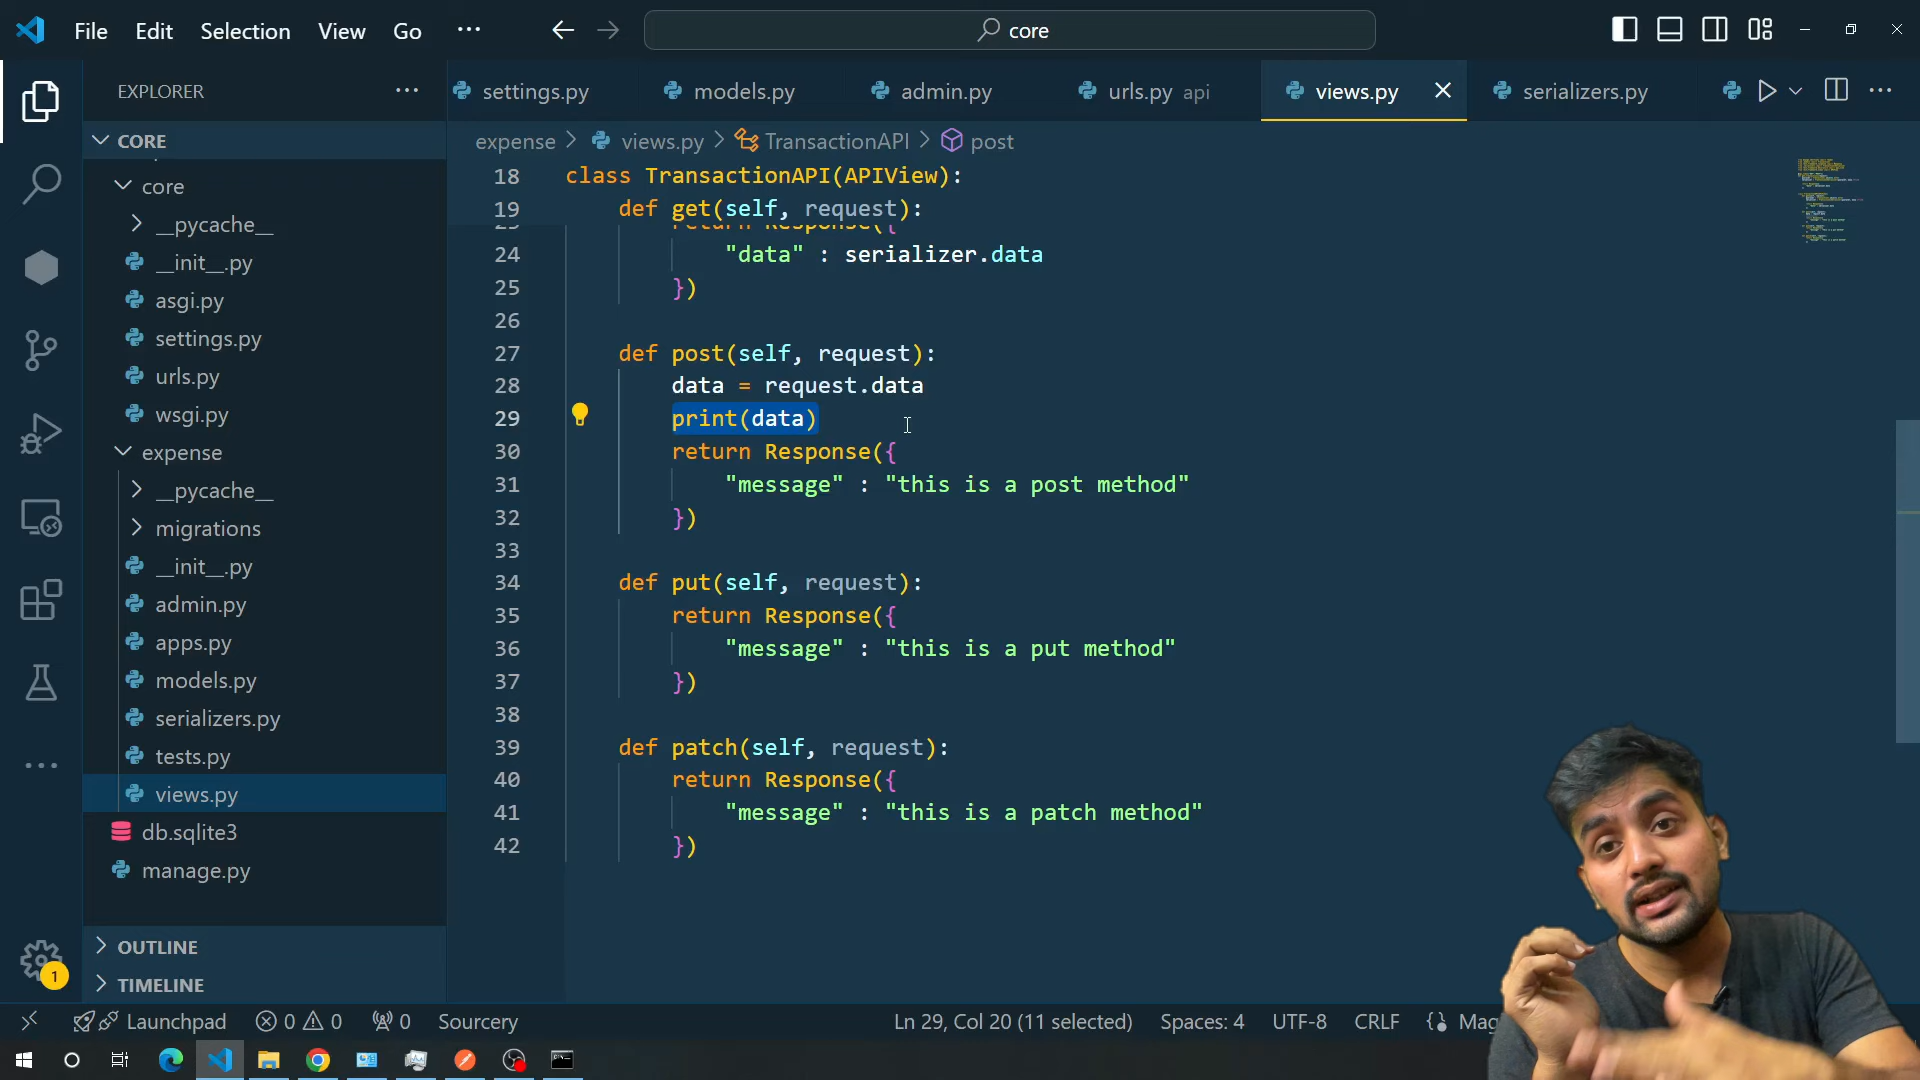 File Edit Selection View Go ··· core
EXPLORER ···
CORE
core
__pycache__
__init__.py
asgi.py
settings.py
urls.py
wsgi.py
expense
__pycache__
migrations
__init__.py
admin.py
apps.py
models.py
serializers.py
tests.py
views.py
db.sqlite3
manage.py
OUTLINE
TIMELINE
1
settings.py models.py admin.py urls.py api views.py serializers.py
expense > views.py > TransactionAPI > post
18 class TransactionAPI(APIView):
19 def get(self, request):
return Response({
24 "data" : serializer.data
25 })
26
27 def post(self, request):
28 data = request.data
29 print(data)
30 return Response({
31 "message" : "this is a post method"
32 })
33
34 def put(self, request):
35 return Response({
36 "message" : "this is a put method"
37 })
38
39 def patch(self, request):
40 return Response({
41 "message" : "this is a patch method"
42 })
Launchpad 0 0 0 Sourcery Ln 29, Col 20 (11 selected) Spaces: 4 UTF-8 CRLF